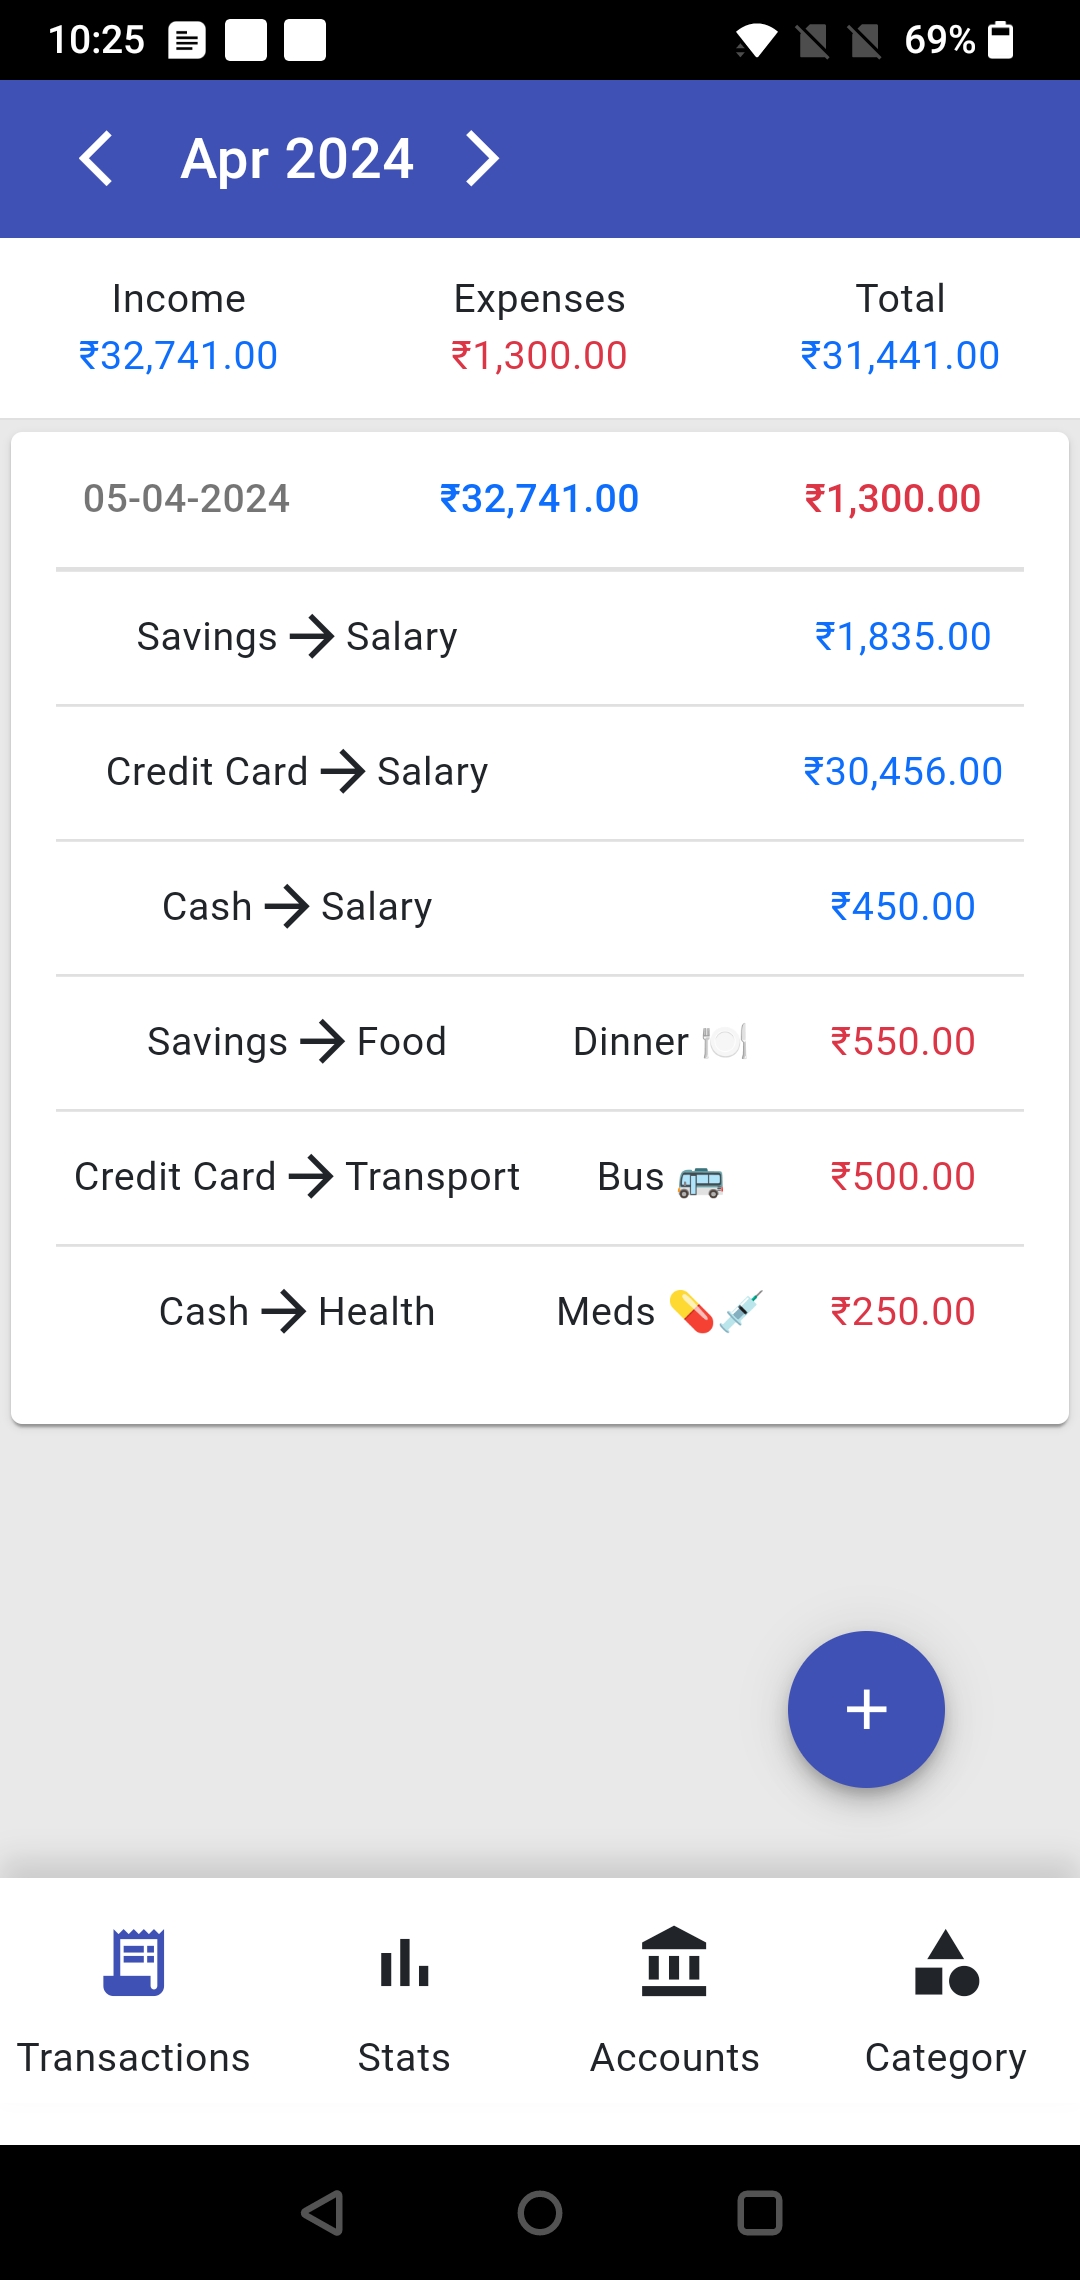 10:25 69%
Apr 2024
Income Expenses Total
₹32,741.00 ₹1,300.00 ₹31,441.00
05-04-2024 ₹32,741.00 ₹1,300.00
Savings → Salary ₹1,835.00
Credit Card → Salary ₹30,456.00
Cash → Salary ₹450.00
Savings → Food Dinner 🍽️ ₹550.00
Credit Card → Transport Bus 🚌 ₹500.00
Cash → Health Meds 💊💉 ₹250.00
+
Transactions Stats Accounts Category